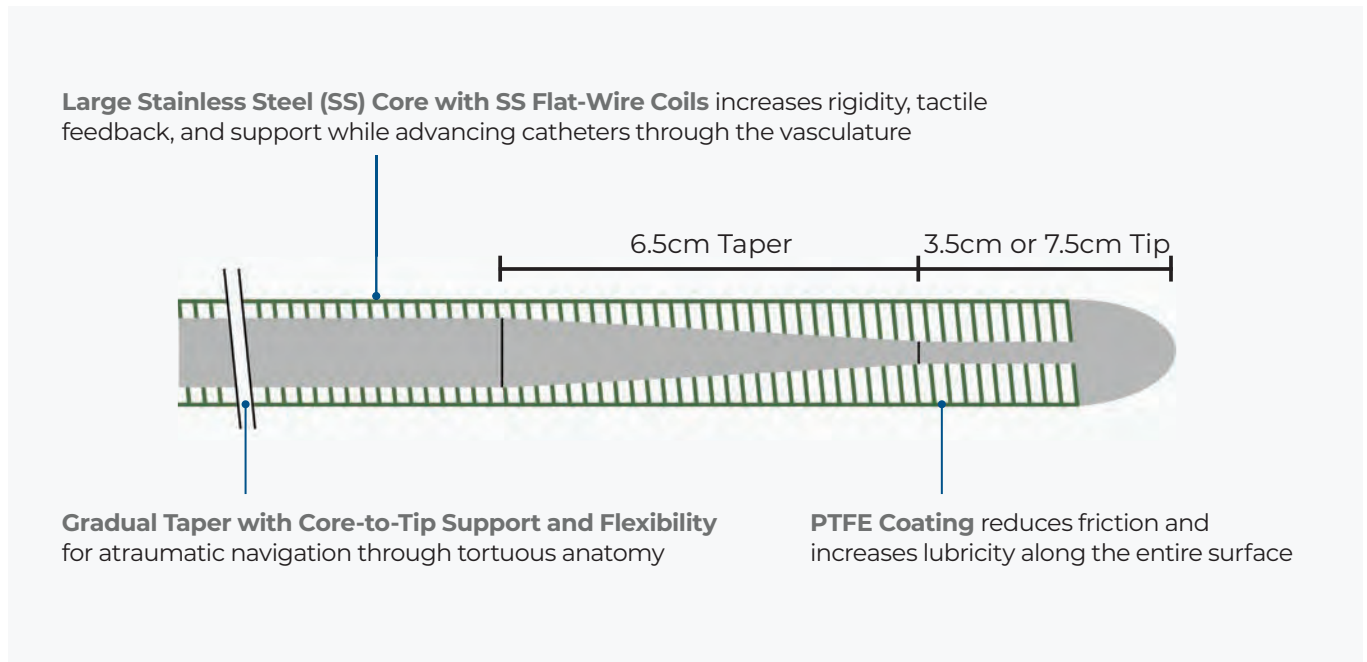 Large Stainless Steel (SS) Core with SS Flat-Wire Coils increases rigidity, tactile
feedback, and support while advancing catheters through the vasculature
6.5cm Taper
3.5cm or 7.5cm Tip
Gradual Taper with Core-to-Tip Support and Flexibility
for atraumatic navigation through tortuous anatomy
PTFE Coating reduces friction and
increases lubricity along the entire surface